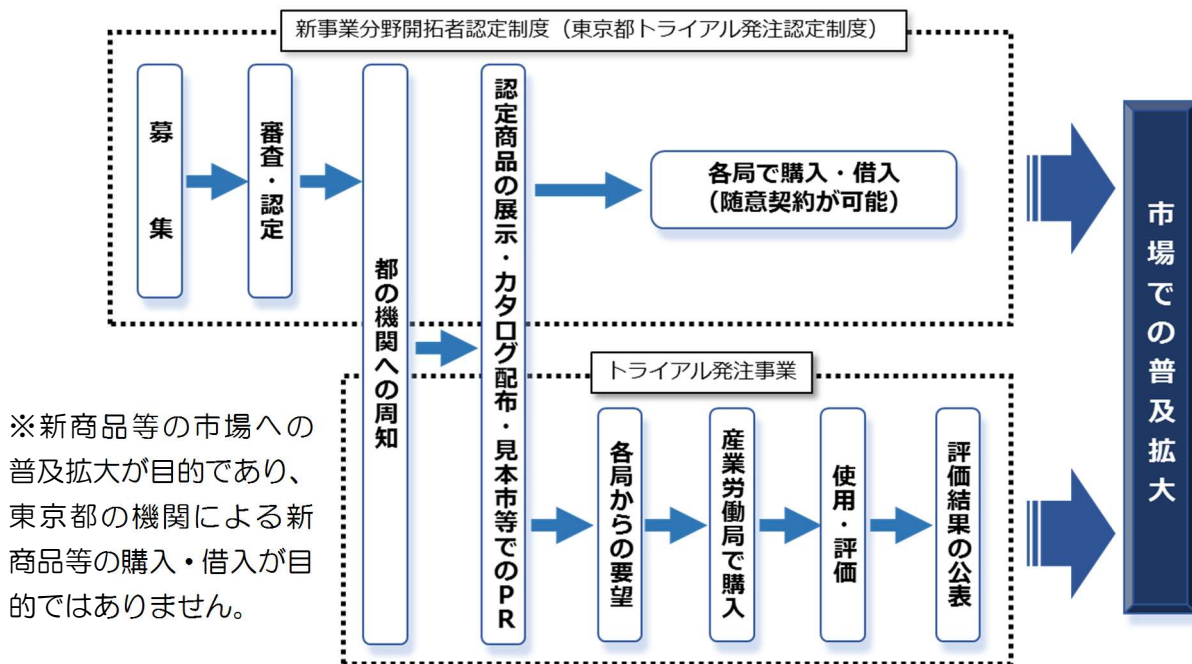 新事業分野開拓者認定制度（東京都トライアル発注認定制度）
募集
審査・認定
都の機関への周知
認定商品の展示・カタログ配布・見本市等でのPR
各局で購入・借入
（随意契約が可能）
トライアル発注事業
各局からの要望
産業労働局で購入
使用・評価
評価結果の公表
市場での普及拡大
※新商品等の市場への
普及拡大が目的であり、
東京都の機関による新
商品等の購入・借入が目
的ではありません。